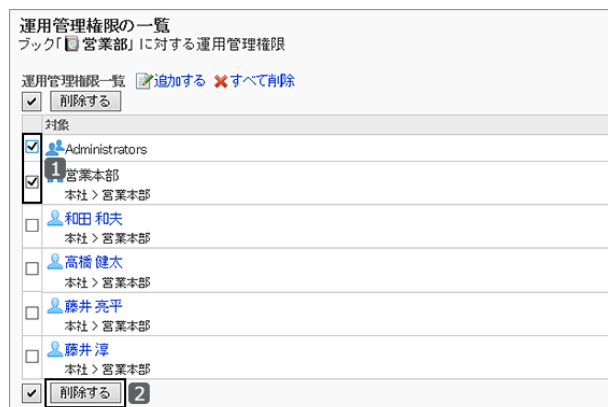 運用管理権限の一覧
ブック「営業部」に対する運用管理権限
運用管理権限一覧 追加する すべて削除
削除する
対象
Administrators
1
営業本部
本社 > 営業本部
和田 和夫
本社 > 営業本部
高橋 健太
本社 > 営業本部
藤井 亮平
本社 > 営業本部
藤井 淳
本社 > 営業本部
削除する 2